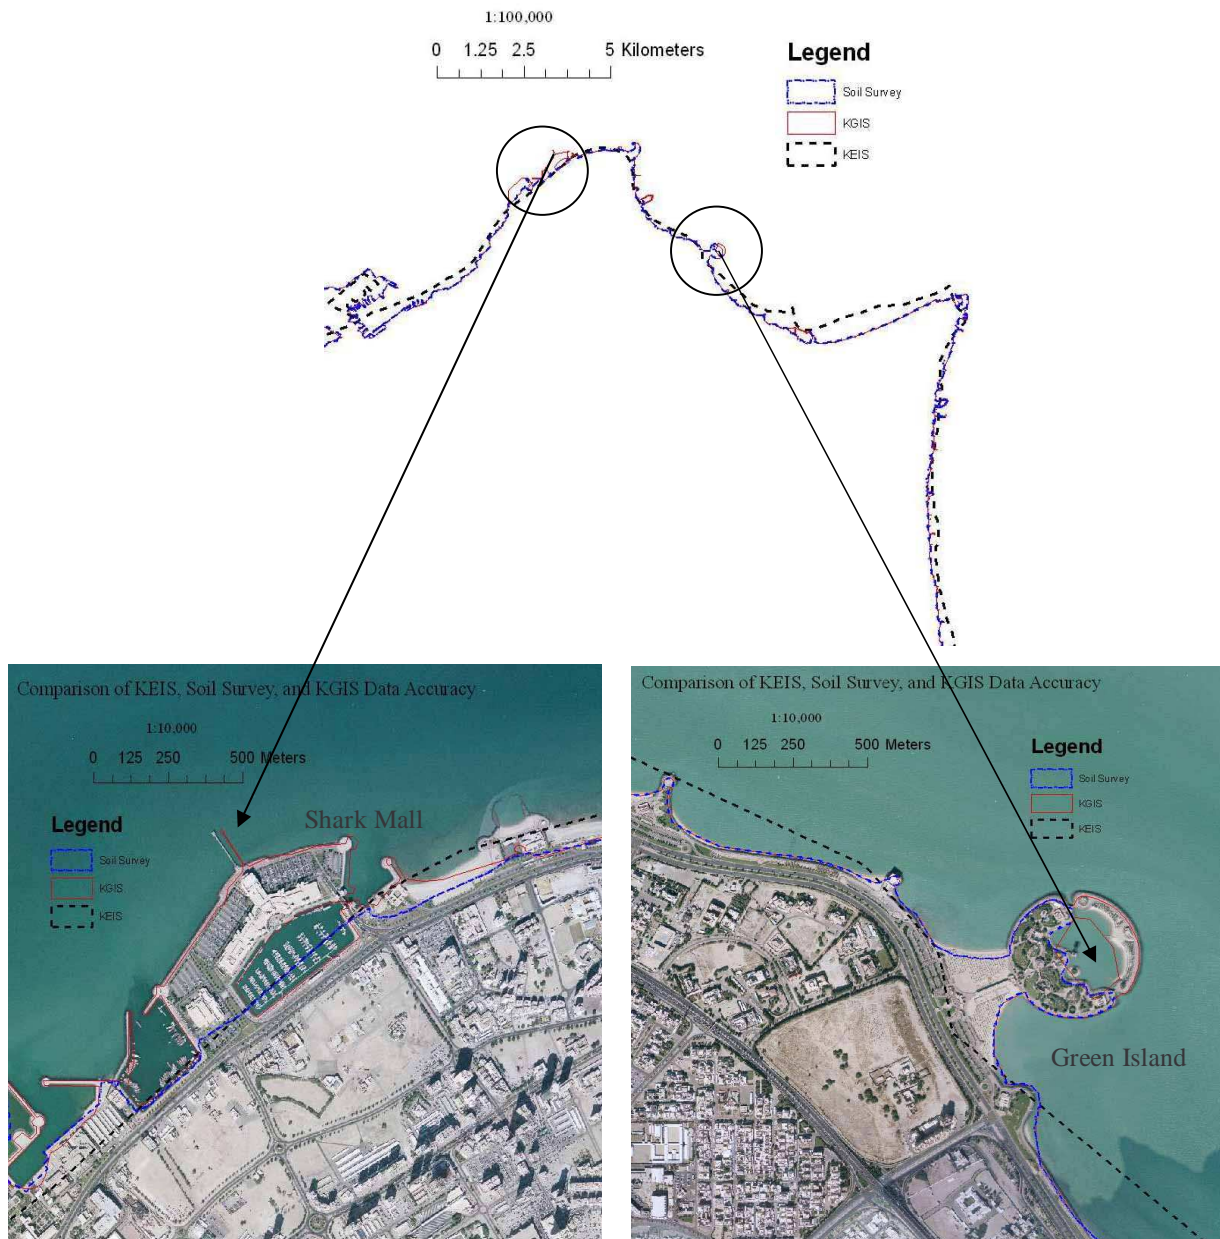 1:100,000
0 1.25 2.5 5 Kilometers
Legend
Soil Survey
KGIS
KEIS
Comparison of KEIS, Soil Survey, and KGIS Data Accuracy
1:10,000
0 125 250 500 Meters
Shark Mall
Legend
Soil Survey
KGIS
KEIS
Comparison of KEIS, Soil Survey, and KGIS Data Accuracy
1:10,000
0 125 250 500 Meters
Legend
Soil Survey
KGIS
KEIS
Green Island